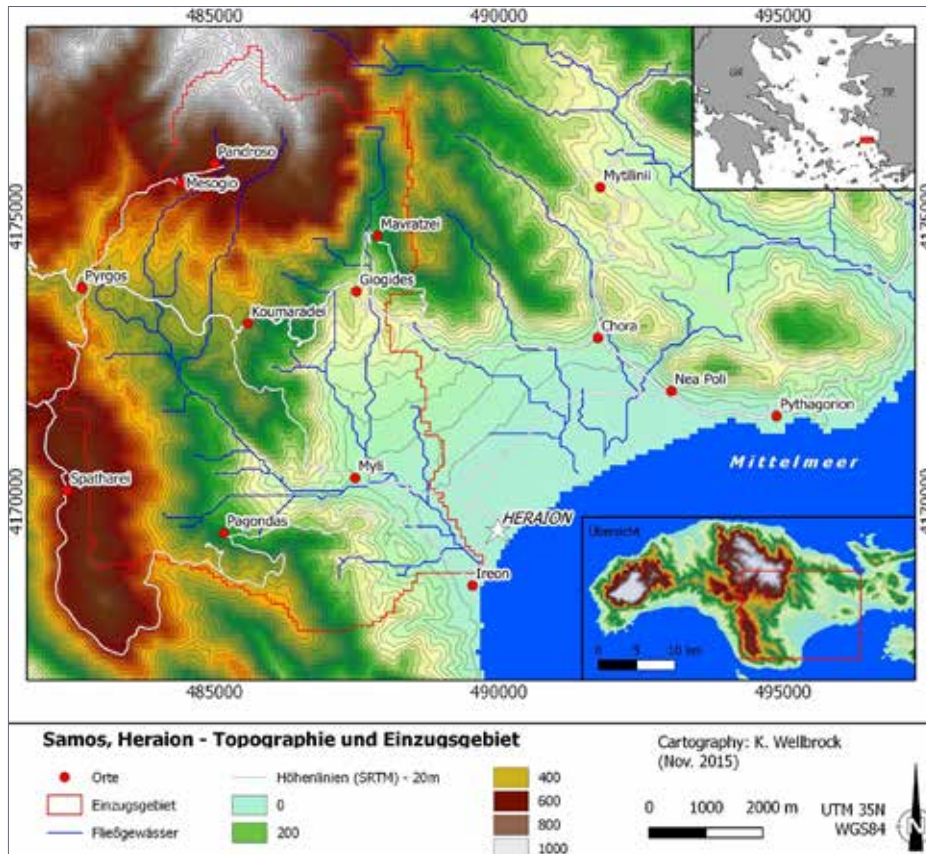 485000 490000 495000
GR
TR
Pandroso
Mesogio
Mytilinii
4175000
4175000
Mavratzei
Pyrgos
Giogides
Koumaradei
Chora
Nea Poli
Pythagorion
Mittelmeer
Myli
Spatharei
4170000
4170000
HERAION
Pagondas
Übersicht
Ireon
0 5 10 km
485000 490000 495000
Samos, Heraion - Topographie und Einzugsgebiet
Cartography: K. Wellbrock
(Nov. 2015)
Orte
Höhenlinien (SRTM) - 20m
400
Einzugsgebiet
0
600
Fließgewässer
200
800
1000
0 1000 2000 m
UTM 35N
WGS84
N